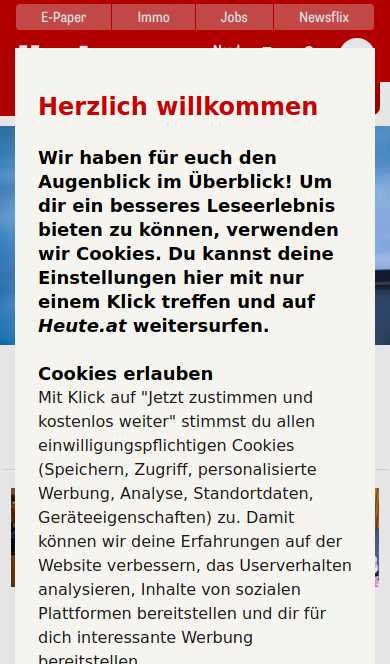 E-Paper Immo Jobs Newsflix
Herzlich willkommen
Wir haben für euch den
Augenblick im Überblick! Um
dir ein besseres Leseerlebnis
bieten zu können, verwenden
wir Cookies. Du kannst deine
Einstellungen hier mit nur
einem Klick treffen und auf
Heute.at weitersurfen.
Cookies erlauben
Mit Klick auf "Jetzt zustimmen und
kostenlos weiter" stimmst du allen
einwilligungspflichtigen Cookies
(Speichern, Zugriff, personalisierte
Werbung, Analyse, Standortdaten,
Geräteeigenschaften) zu. Damit
können wir deine Erfahrungen auf der
Website verbessern, das Userverhalten
analysieren, Inhalte von sozialen
Plattformen bereitstellen und dir für
dich interessante Werbung
bereitstellen